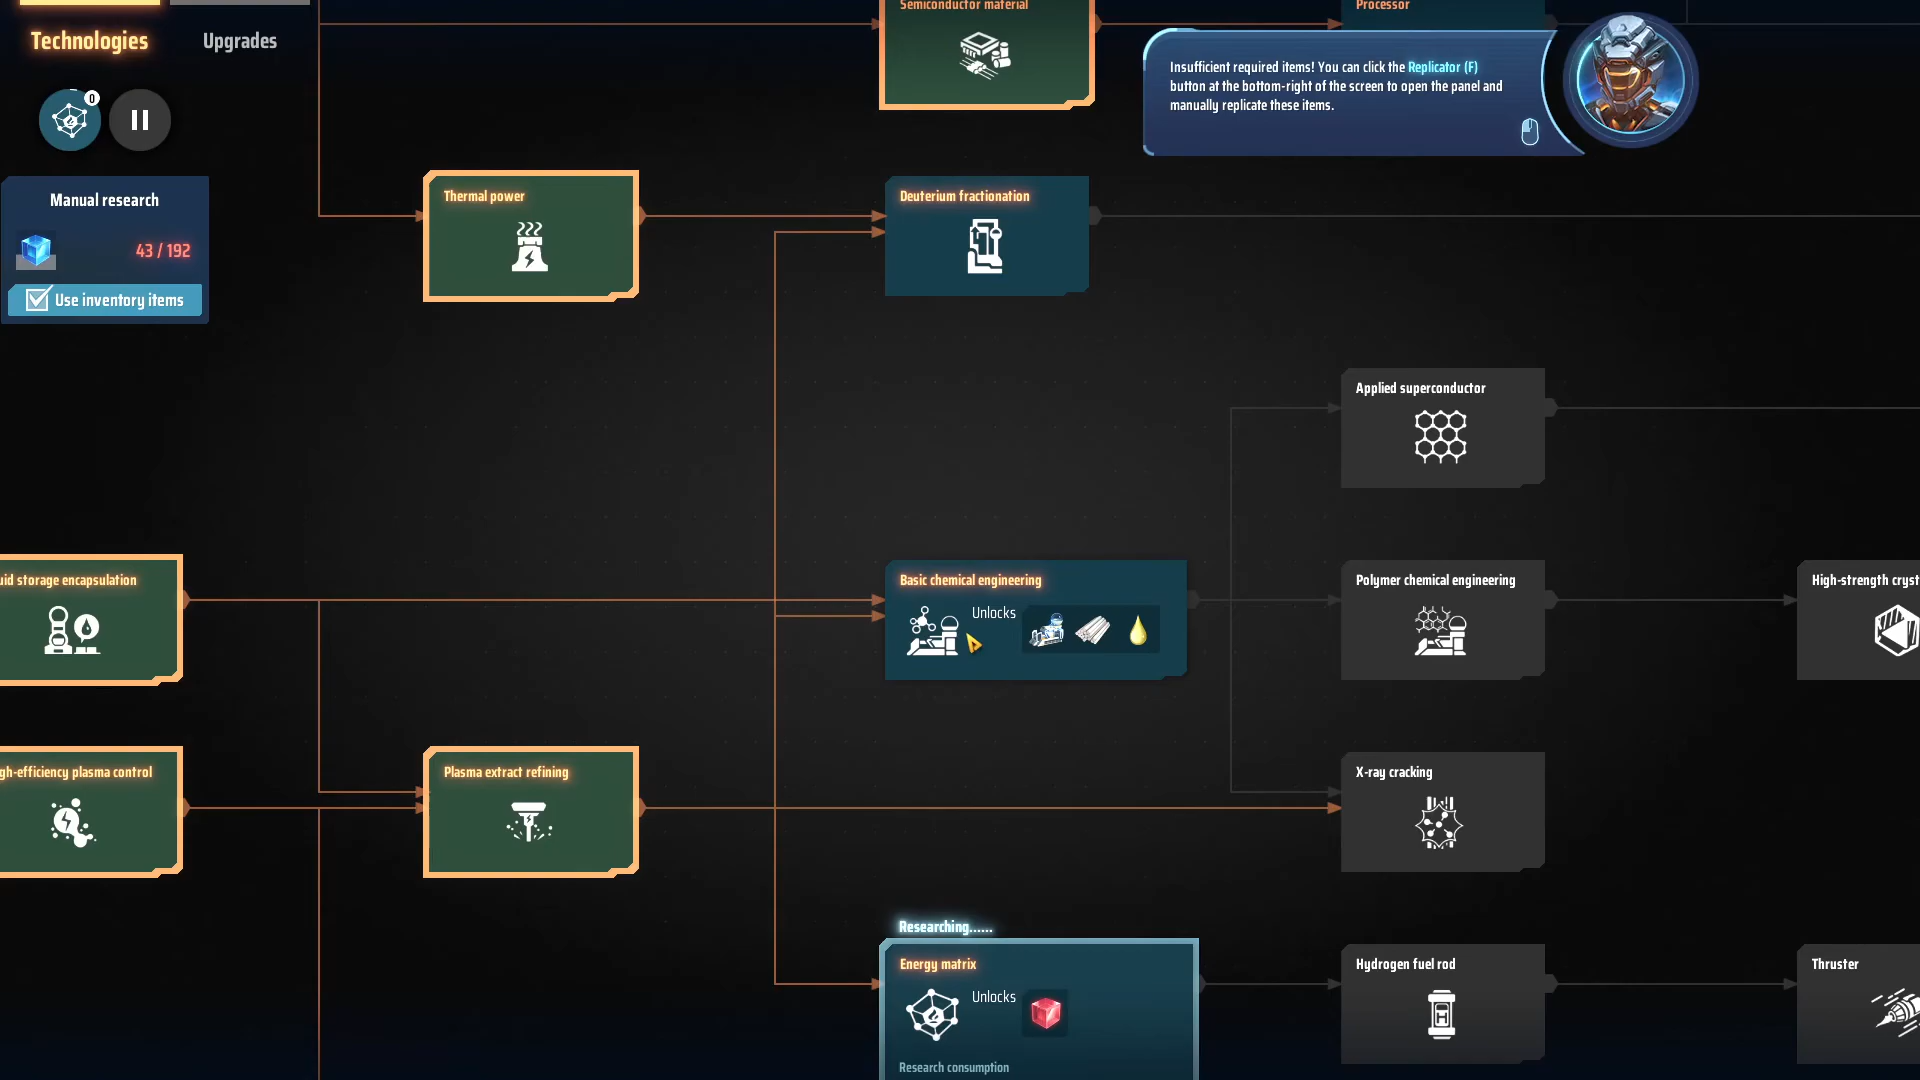 Technologies
Upgrades
0
Manual research
43 / 192
Use inventory items
Semiconductor material
Processor
Insufficient required items! You can click the Replicator (F)
button at the bottom-right of the screen to open the panel and
manually replicate these items.
Thermal power
Deuterium fractionation
Applied superconductor
uid storage encapsulation
Basic chemical engineering
Unlocks
Polymer chemical engineering
High-strength cryst
gh-efficiency plasma control
Plasma extract refining
X-ray cracking
Researching......
Energy matrix
Unlocks
Research consumption
Hydrogen fuel rod
Thruster